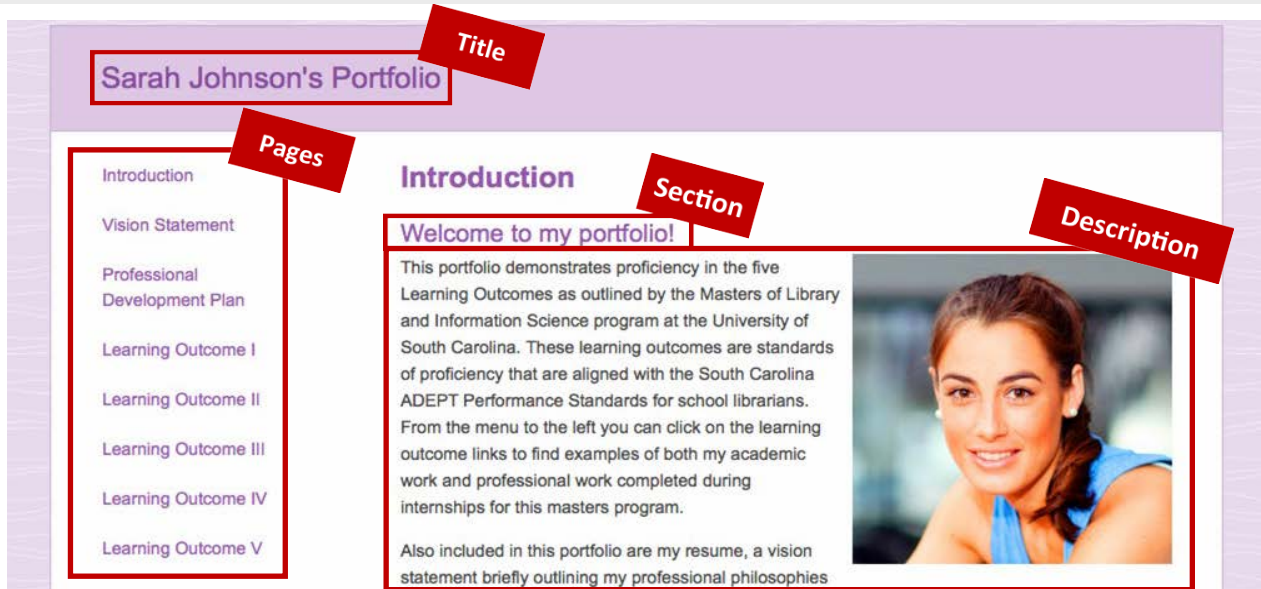 Title
Sarah Johnson's Portfolio
Pages
Introduction
Vision Statement
Professional
Development Plan
Learning Outcome I
Learning Outcome II
Learning Outcome III
Learning Outcome IV
Learning Outcome V
Introduction
Section
Welcome to my portfolio!
Description
This portfolio demonstrates proficiency in the five
Learning Outcomes as outlined by the Masters of Library
and Information Science program at the University of
South Carolina. These learning outcomes are standards
of proficiency that are aligned with the South Carolina
ADEPT Performance Standards for school librarians.
From the menu to the left you can click on the learning
outcome links to find examples of both my academic
work and professional work completed during
internships for this masters program.
Also included in this portfolio are my resume, a vision
statement briefly outlining my professional philosophies